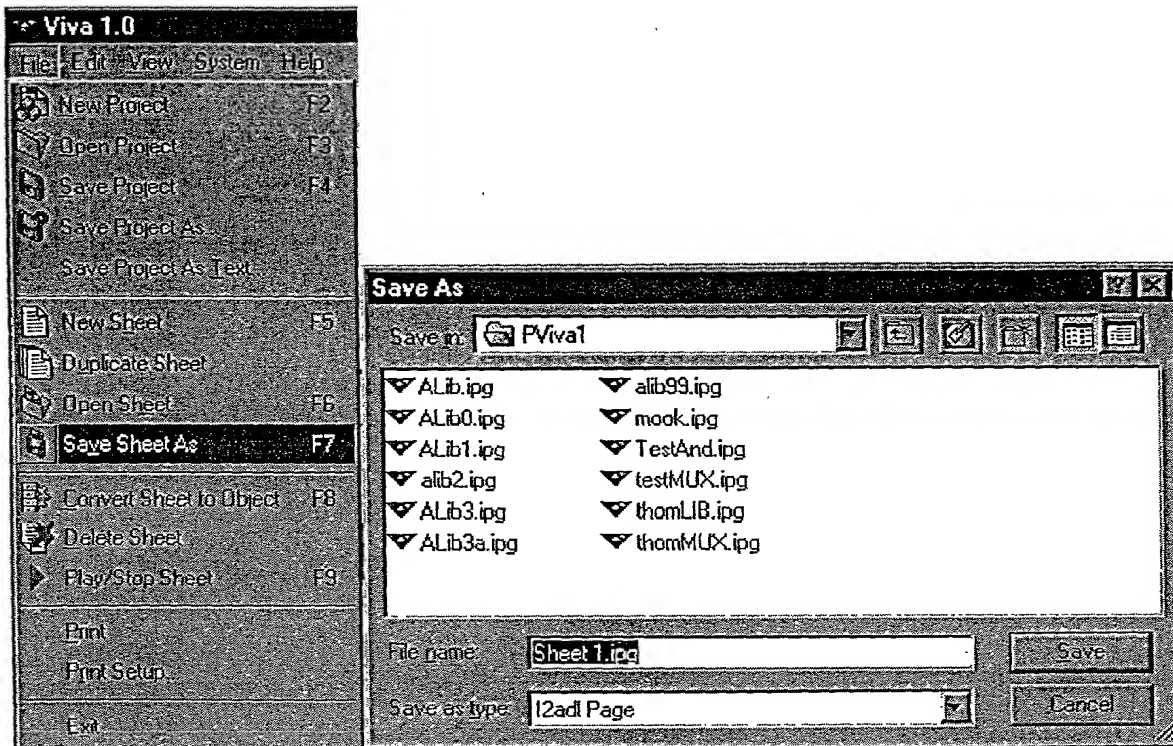 Viva 1.0
File Edit View System Help
New Project F2
Open Project F3
Save Project F4
Save Project As...
Save Project As Text...
New Sheet F5
Duplicate Sheet
Open Sheet F6
Save Sheet As F7
Convert Sheet to Object F8
Delete Sheet
Play/Stop Sheet F9
Print
Print Setup...
Exit
Save As
Save in: PViva1
ALib.ipg
ALib0.ipg
ALib1.ipg
alib2.ipg
ALib3.ipg
ALib3a.ipg
alib99.ipg
mook.ipg
TestAnd.ipg
testMUX.ipg
thomLIB.ipg
thomMUX.ipg
File name: Sheet 1.ipg
Save
Save as type: I2adl Page
Cancel